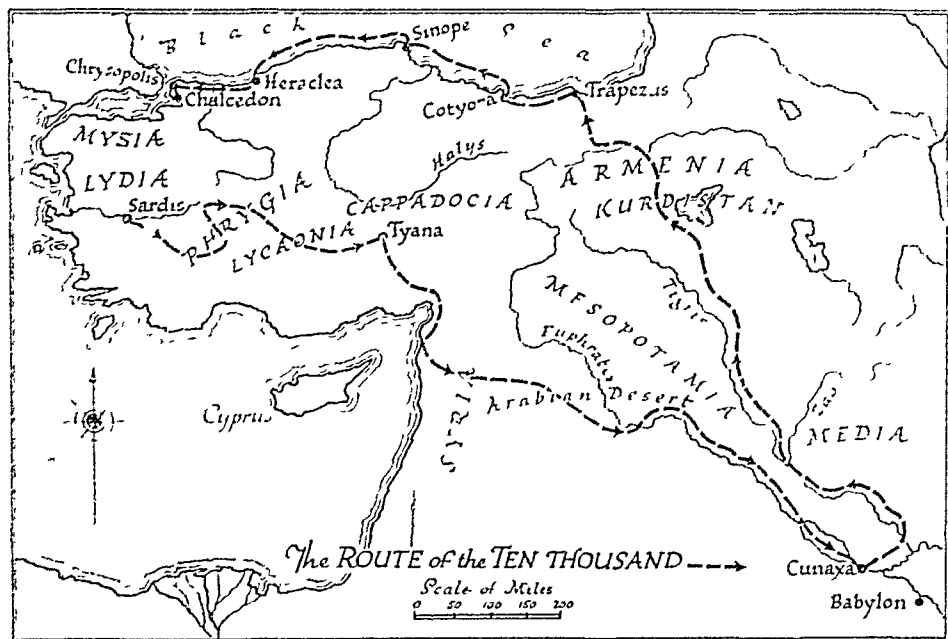 Black Sea
Sinope
Chrysopolis
Heraclea
Chalcedon
Cotyora
Trapezus
MYSIA
Halys
ARMENIA
LYDIA
KURDISTAN
Sardis
PHRYGIA
CAPPADOCIA
LYCAONIA
Tyana
MESOPOTAMIA
Tigris
Euphrates
Cyprus
SYRIA
Arabian Desert
Zab
MEDIA
The ROUTE of the TEN THOUSAND
Scale of Miles
0 50 100 150 200
Cunaxa
Babylon